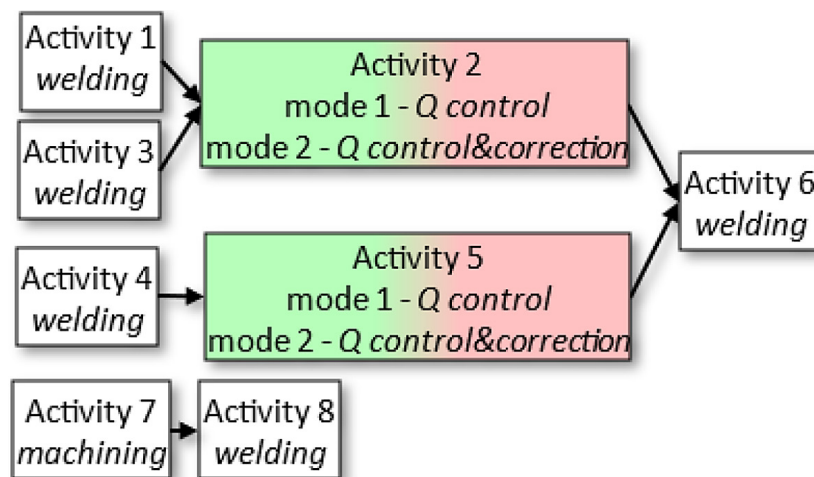 Activity 1
welding
Activity 3
welding
Activity 2
mode 1 - Q control
mode 2 - Q control&correction
Activity 4
welding
Activity 5
mode 1 - Q control
mode 2 - Q control&correction
Activity 6
welding
Activity 7
machining
Activity 8
welding